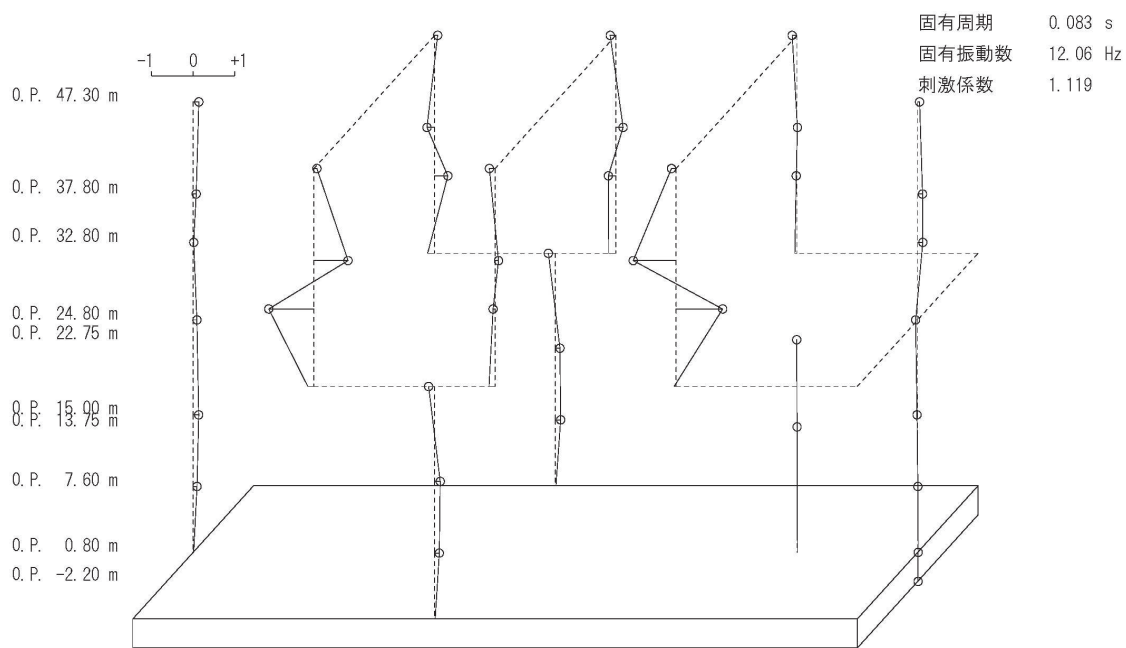 固有周期 0.083 s
固有振動数 12.06 Hz
刺激係数 1.119
-1 0 +1
O.P. 47.30 m
O.P. 37.80 m
O.P. 32.80 m
O.P. 24.80 m
O.P. 22.75 m
O.P. 15.00 m
O.P. 13.75 m
O.P. 7.60 m
O.P. 0.80 m
O.P. -2.20 m